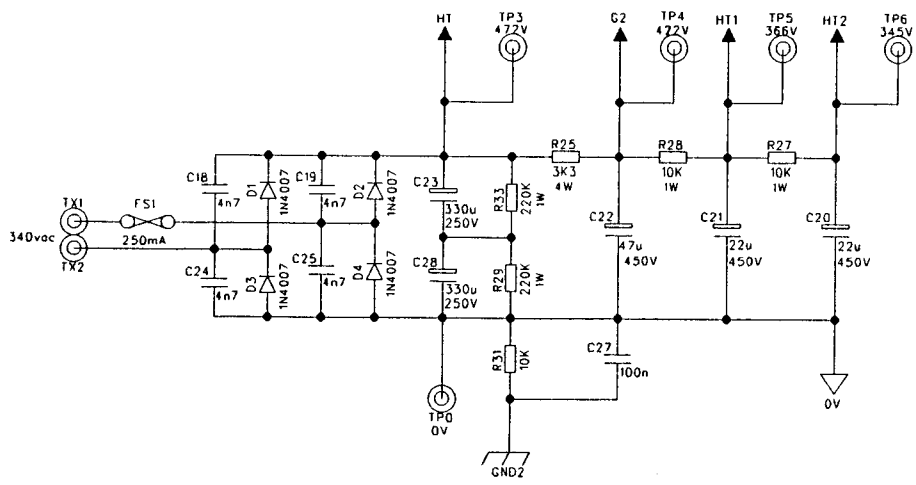 HT
TP3
472V
G2
TP4
472V
HT1
TP5
366V
HT2
TP6
345V
R25
3K3
4W
R28
10K
1W
R27
10K
1W
C18
4n7
D1
1N4007
C19
4n7
D2
1N4007
C23
330u
250V
R33
220K
1W
TX1
FS1
250mA
340vac
TX2
C24
4n7
D3
1N4007
C25
4n7
D4
1N4007
C28
330u
250V
R29
220K
1W
C22
47u
450V
C21
22u
450V
C20
22u
450V
R31
10K
C27
100n
TP0
0V
GND2
0V